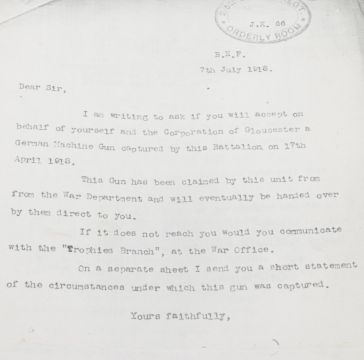 J.X. 66
ORDERLY ROOM
B.E.F.
7th July 1918.
Dear Sir,
I am writing to ask if you will accept on
behalf of yourself and the Corporation of Gloucester a
German Machine Gun captured by this Battalion on 17th
April 1918.
This Gun has been claimed by this unit from
from the War Department and will eventually be handed over
by them direct to you.
If it does not reach you would you communicate
with the "Trophies Branch", at the War Office.
On a separate sheet I send you a short statement
of the circumstances under which this gun was captured.
Yours faithfully,